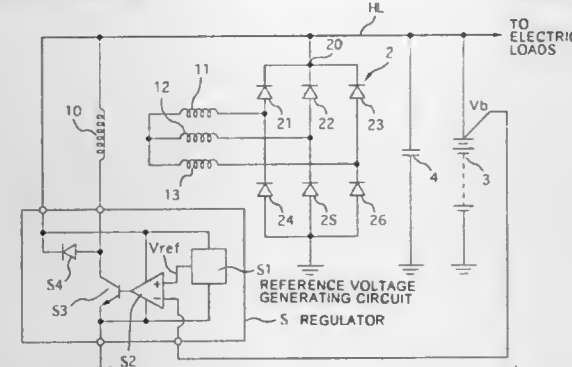 HL
TO
ELECTRIC
LOADS
20
2
11
12
10
21
22
23
Vb
13
4
3
24
2S
26
Vref
S1
S4
REFERENCE VOLTAGE
GENERATING CIRCUIT
S3
S REGULATOR
S2